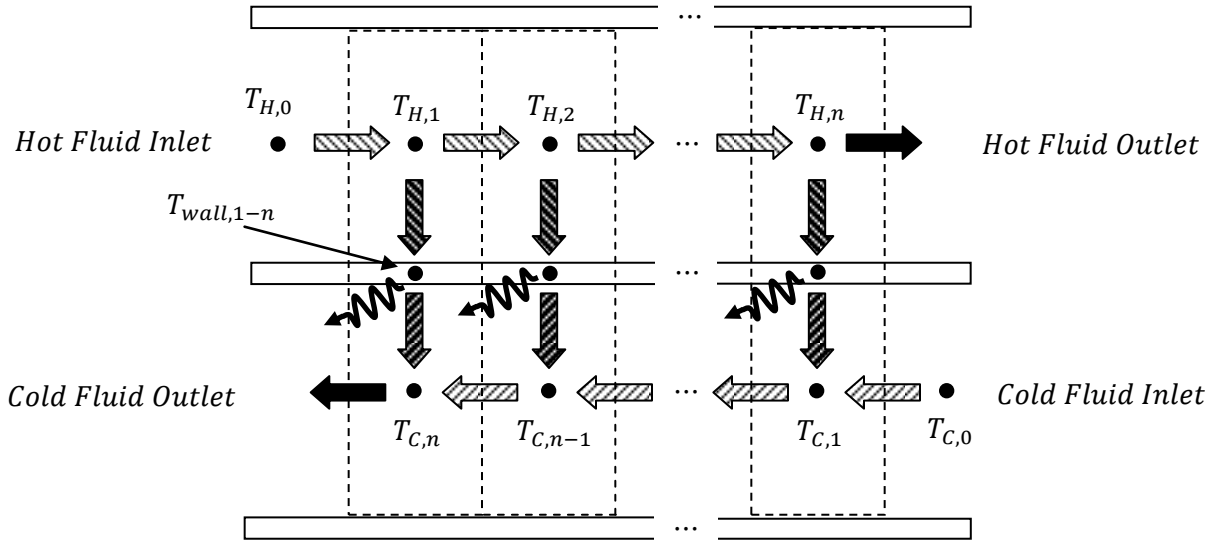 ...
T_{H,0}
T_{H,1}
T_{H,2}
T_{H,n}
Hot Fluid Inlet
...
Hot Fluid Outlet
T_{wall,1−n}
...
Cold Fluid Outlet
...
Cold Fluid Inlet
T_{C,n}
T_{C,n−1}
T_{C,1}
T_{C,0}
...